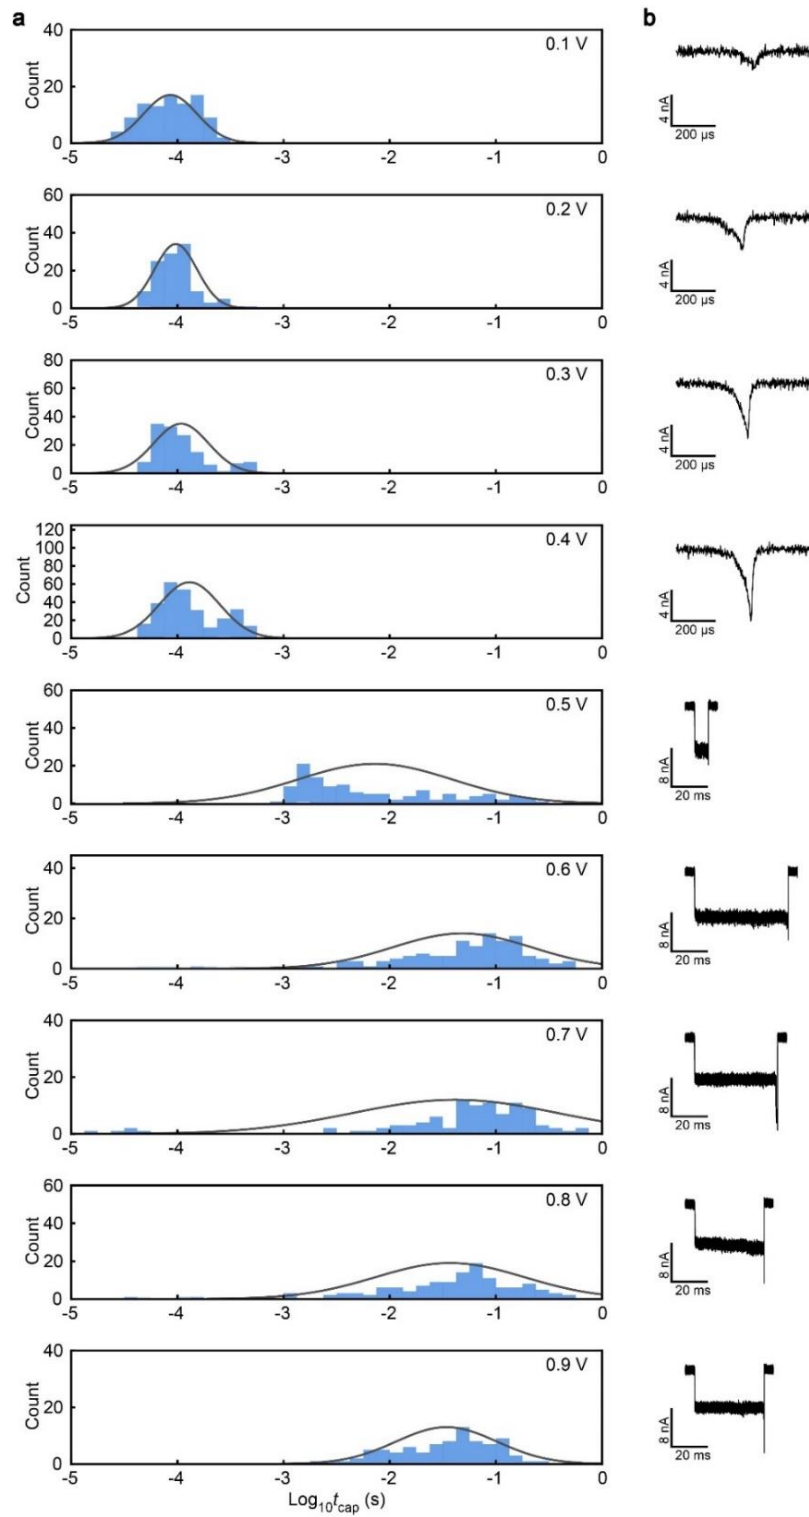 a
b
40
20
0
Count
0.1 V
-5 -4 -3 -2 -1 0
4 nA
200 µs
60
40
20
0
Count
0.2 V
-5 -4 -3 -2 -1 0
4 nA
200 µs
80
60
40
20
0
Count
0.3 V
-5 -4 -3 -2 -1 0
4 nA
200 µs
120
100
80
60
40
20
0
Count
0.4 V
-5 -4 -3 -2 -1 0
4 nA
200 µs
60
40
20
0
Count
0.5 V
-5 -4 -3 -2 -1 0
8 nA
20 ms
40
20
0
Count
0.6 V
-5 -4 -3 -2 -1 0
8 nA
20 ms
40
20
0
Count
0.7 V
-5 -4 -3 -2 -1 0
8 nA
20 ms
60
40
20
0
Count
0.8 V
-5 -4 -3 -2 -1 0
8 nA
20 ms
40
20
0
Count
0.9 V
-5 -4 -3 -2 -1 0
8 nA
20 ms
Log10tcap (s)